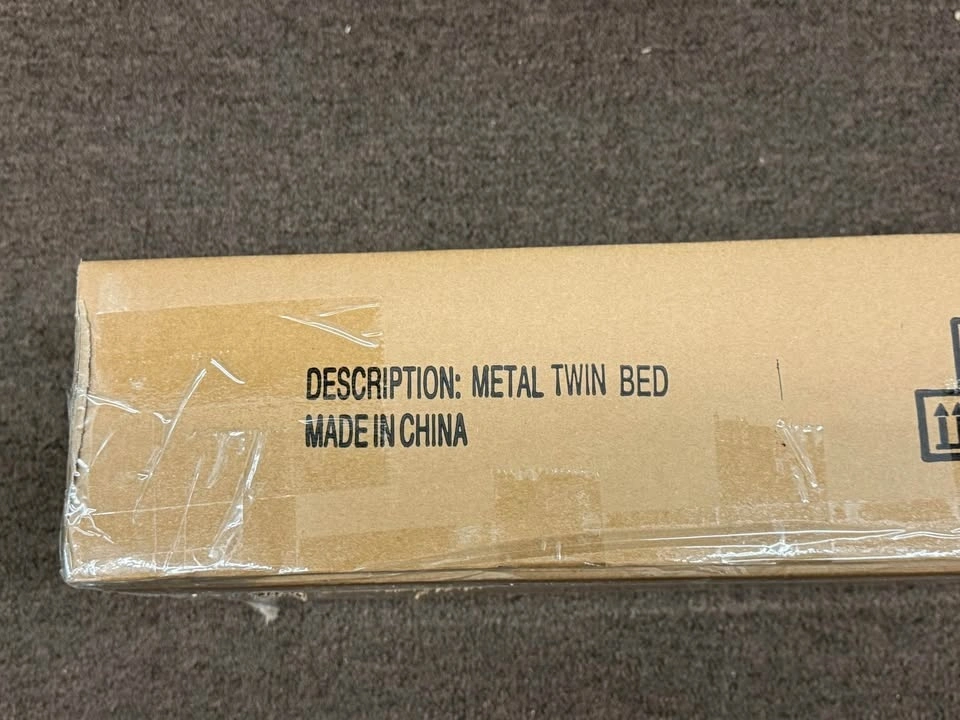 DESCRIPTION: METAL TWIN BED
MADE IN CHINA